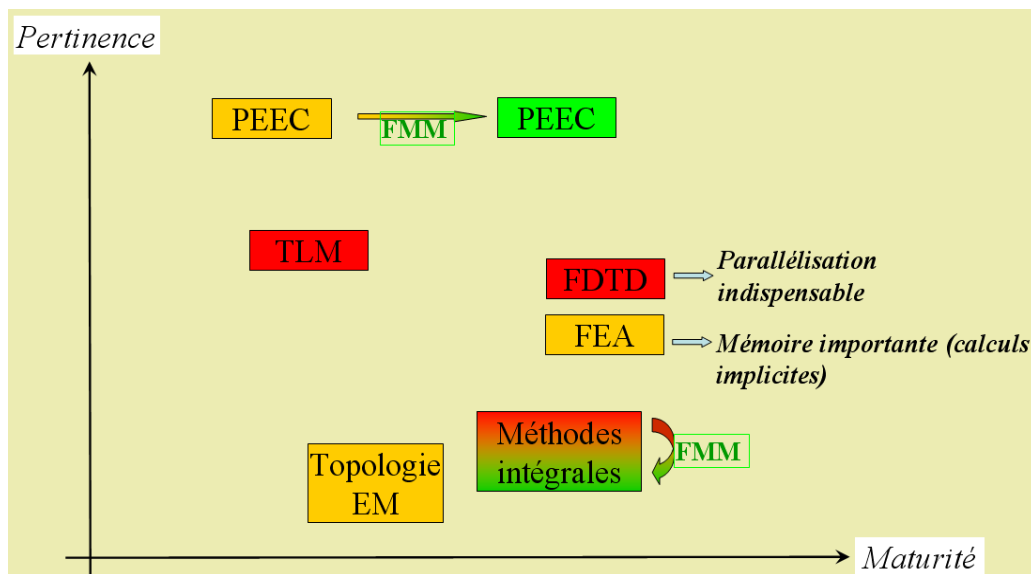 Pertinence
PEEC
FMM
PEEC
TLM
FDTD
Parallélisation
indispensable
FEA
Mémoire importante (calculs
implicites)
Méthodes
intégrales
FMM
Topologie
EM
Maturité